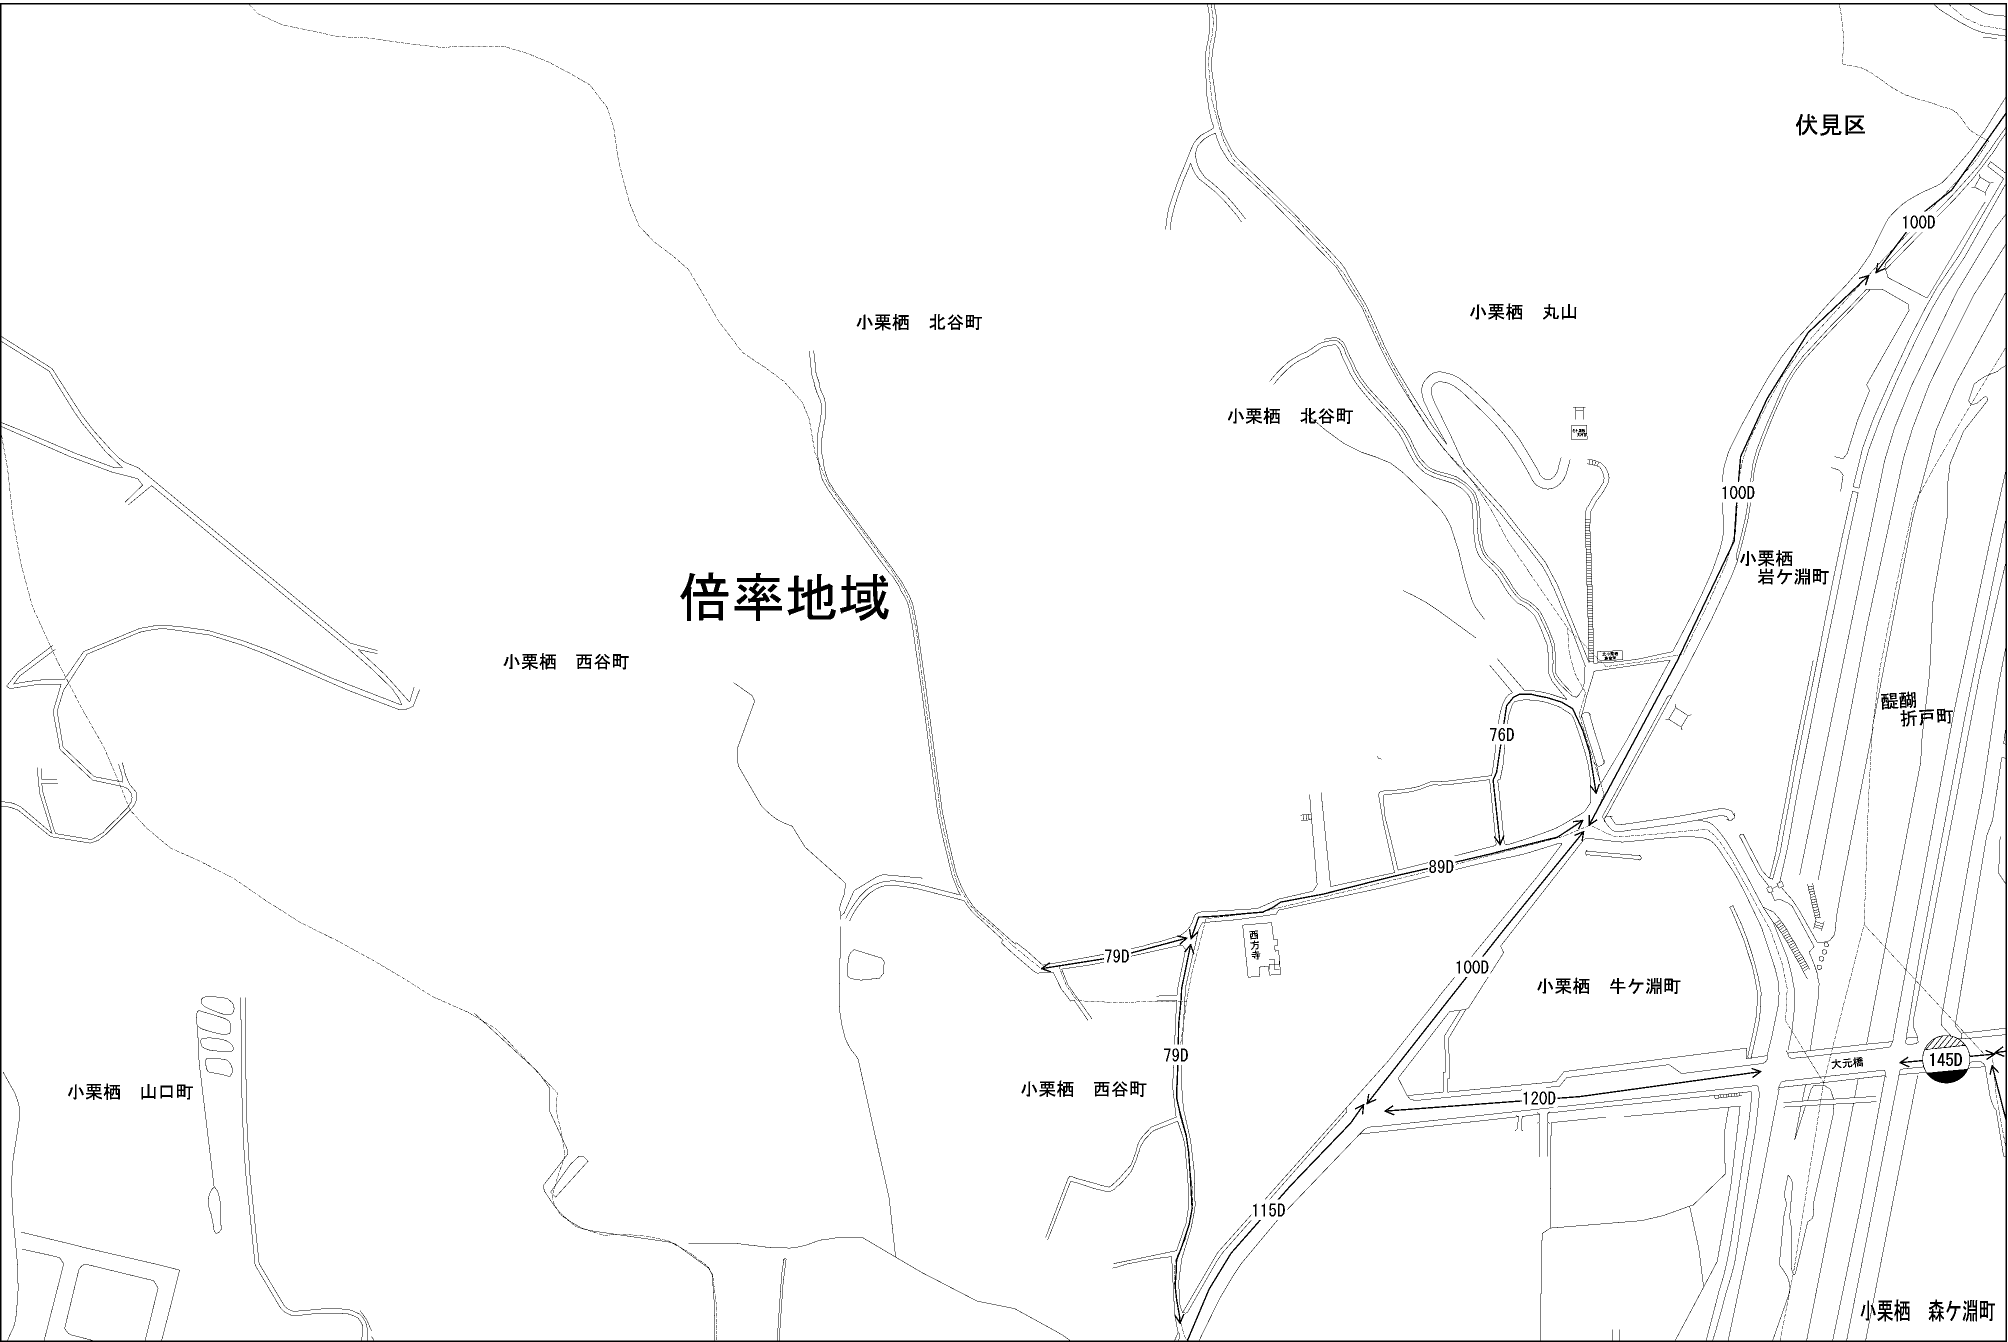 伏見区
100D
小栗栖　北谷町
小栗栖　丸山
小栗栖　北谷町
100D
小栗栖
岩ケ淵町
倍率地域
小栗栖　西谷町
醍醐
折戸町
76D
89D
西方寺
79D
100D
小栗栖　牛ケ淵町
79D
大元橋
145D
小栗栖　山口町
小栗栖　西谷町
120D
115D
小栗栖　森ケ淵町